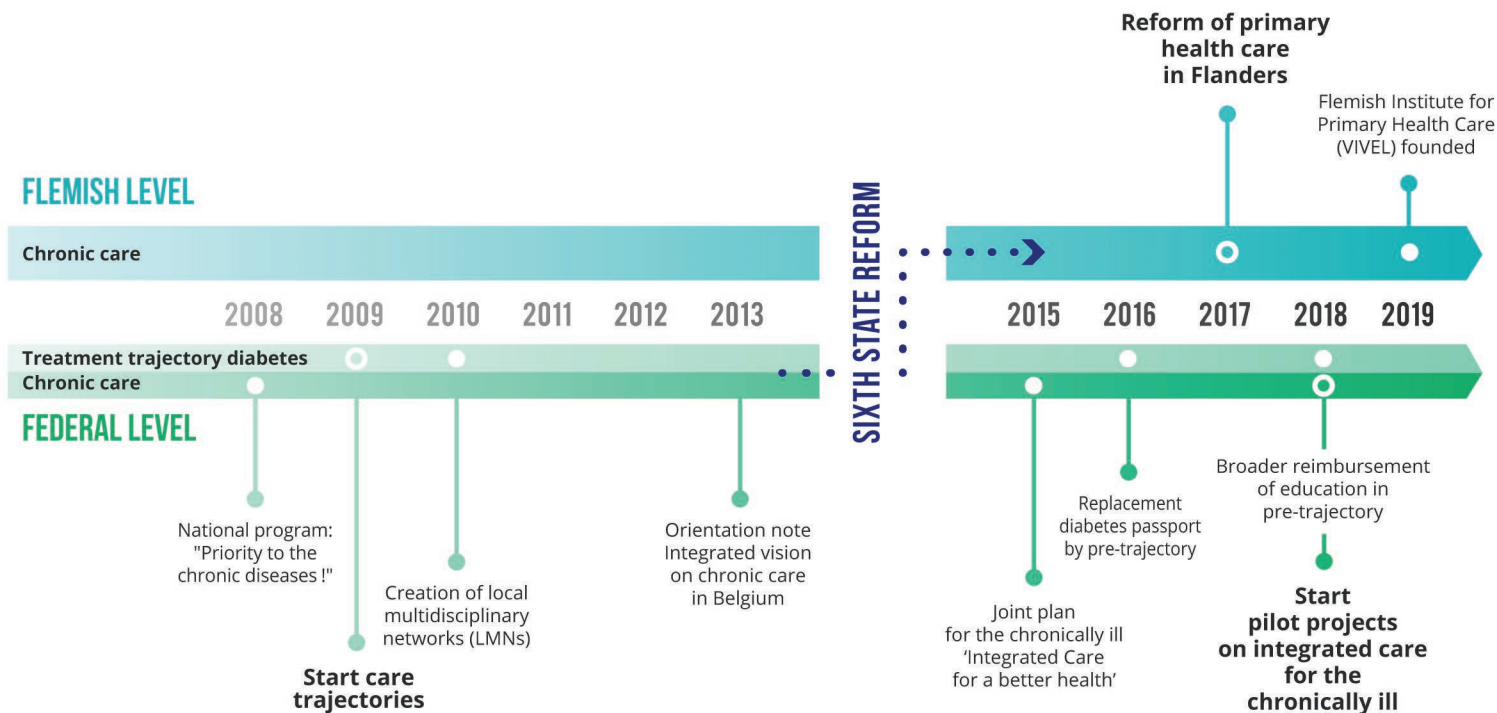 Reform of primary
health care
in Flanders
Flemish Institute for
Primary Health Care
(VIVEL) founded
FLEMISH LEVEL
Chronic care
SIXTH STATE REFORM
2008 2009 2010 2011 2012 2013 2015 2016 2017 2018 2019
Treatment trajectory diabetes
Chronic care
FEDERAL LEVEL
National program:
"Priority to the
chronic diseases !"
Start care
trajectories
Creation of local
multidisciplinary
networks (LMNs)
Orientation note
Integrated vision
on chronic care
in Belgium
Joint plan
for the chronically ill
‘Integrated Care
for a better health’
Replacement
diabetes passport
by pre-trajectory
Broader reimbursement
of education in
pre-trajectory
Start
pilot projects
on integrated care
for the
chronically ill